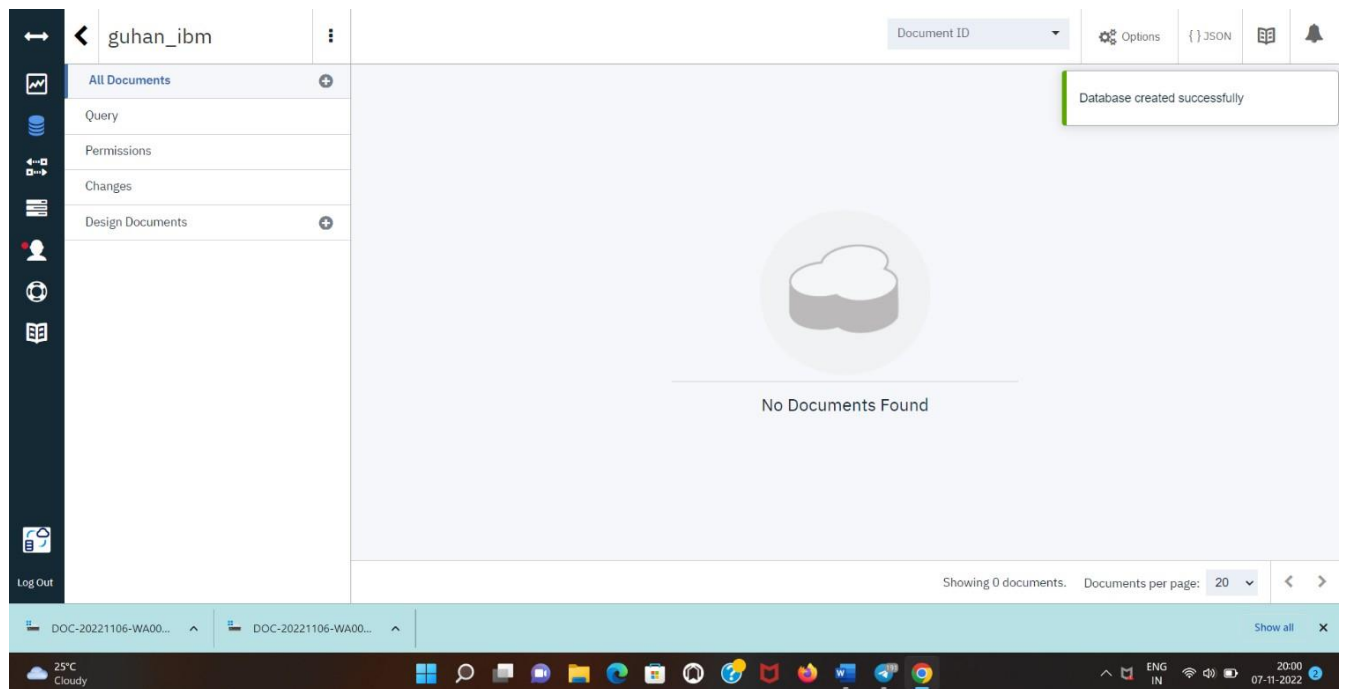 guhan_ibm
Document ID
Options
{ } JSON
All Documents
Query
Permissions
Changes
Design Documents
Database created successfully
No Documents Found
Log Out
Showing 0 documents. Documents per page: 20
DOC-20221106-WA00... DOC-20221106-WA00... Show all
25°C
Cloudy
ENG
IN
20:00
07-11-2022
2